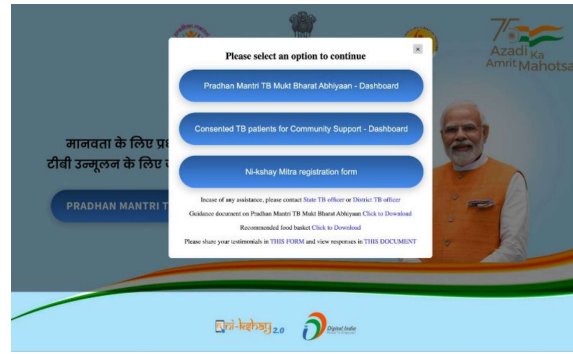 Please select an option to continue
Azadi Ka
Amrit Mahotsa
Pradhan Mantri TB Mukt Bharat Abhiyaan - Dashboard
Consented TB patients for Community Support - Dashboard
मानवता के लिए
टीबी उन्मूलन के लिए
Ni-kshay Mitra registration form
PRADHAN MANTRI T
Incase of any assistance, please contact State TB officer or District TB officer
Guidance document on Pradhan Mantri TB Mukt Bharat Abhiyaan Click to Download
Recommended food basket Click to Download
Please share your testimonials in THIS FORM and view responses in THIS DOCUMENT
ni-kshay 2.0
Digital India